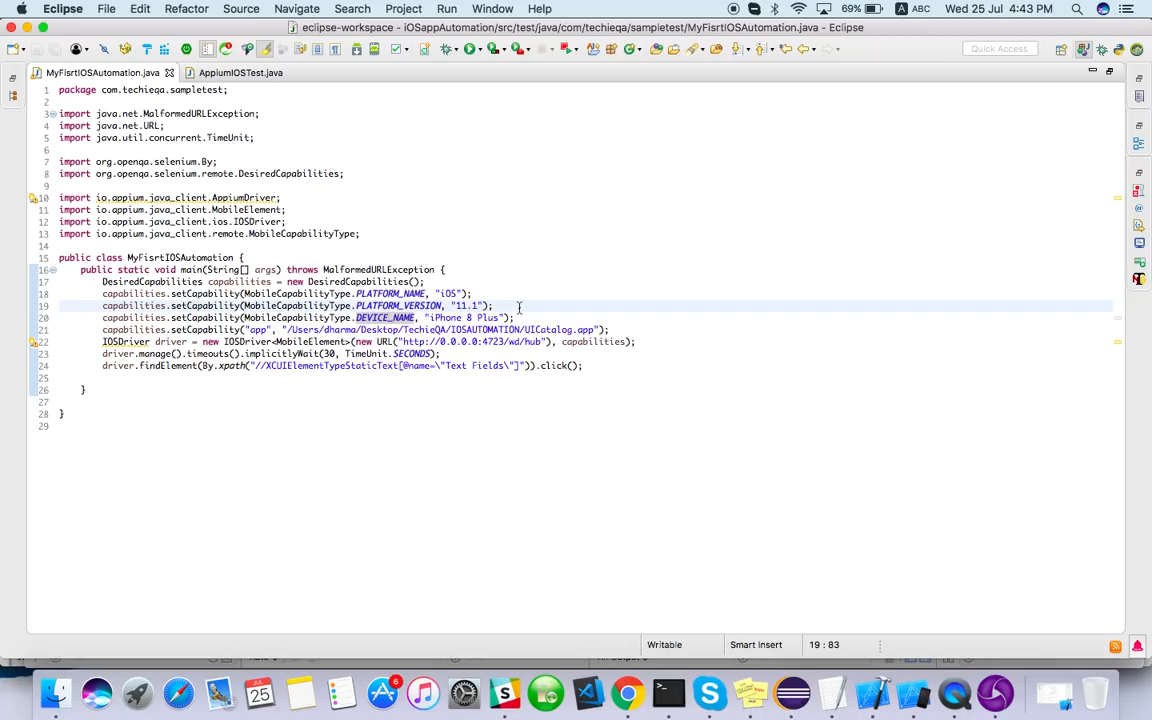 Eclipse File Edit Refactor Source Navigate Search Project Run Window Help 69% ABC Wed 25 Jul 4:43 PM
eclipse-workspace - iOSappAutomation/src/test/java/com/techieqa/sampletest/MyFisrtIOSAutomation.java - Eclipse
Quick Access
MyFisrtIOSAutomation.java AppiumIOSTest.java
1 package com.techieqa.sampletest;
2
3 import java.net.MalformedURLException;
4 import java.net.URL;
5 import java.util.concurrent.TimeUnit;
6
7 import org.openqa.selenium.By;
8 import org.openqa.selenium.remote.DesiredCapabilities;
9
10 import io.appium.java_client.AppiumDriver;
11 import io.appium.java_client.MobileElement;
12 import io.appium.java_client.ios.IOSDriver;
13 import io.appium.java_client.remote.MobileCapabilityType;
14
15 public class MyFisrtIOSAutomation {
16 public static void main(String[] args) throws MalformedURLException {
17 DesiredCapabilities capabilities = new DesiredCapabilities();
18 capabilities.setCapability(MobileCapabilityType.PLATFORM_NAME, "iOS");
19 capabilities.setCapability(MobileCapabilityType.PLATFORM_VERSION, "11.1");
20 capabilities.setCapability(MobileCapabilityType.DEVICE_NAME, "iPhone 8 Plus");
21 capabilities.setCapability("app", "/Users/dharma/Desktop/TechieQA/IOSAUTOMATION/UICatalog.app");
22 IOSDriver driver = new IOSDriver<MobileElement>(new URL("http://0.0.0.0:4723/wd/hub"), capabilities);
23 driver.manage().timeouts().implicitlyWait(30, TimeUnit.SECONDS);
24 driver.findElement(By.xpath("//XCUIElementTypeStaticText[@name=\"Text Fields\"]")).click();
25
26 }
27
28 }
29
Writable Smart Insert 19 : 83
JUL
25
6